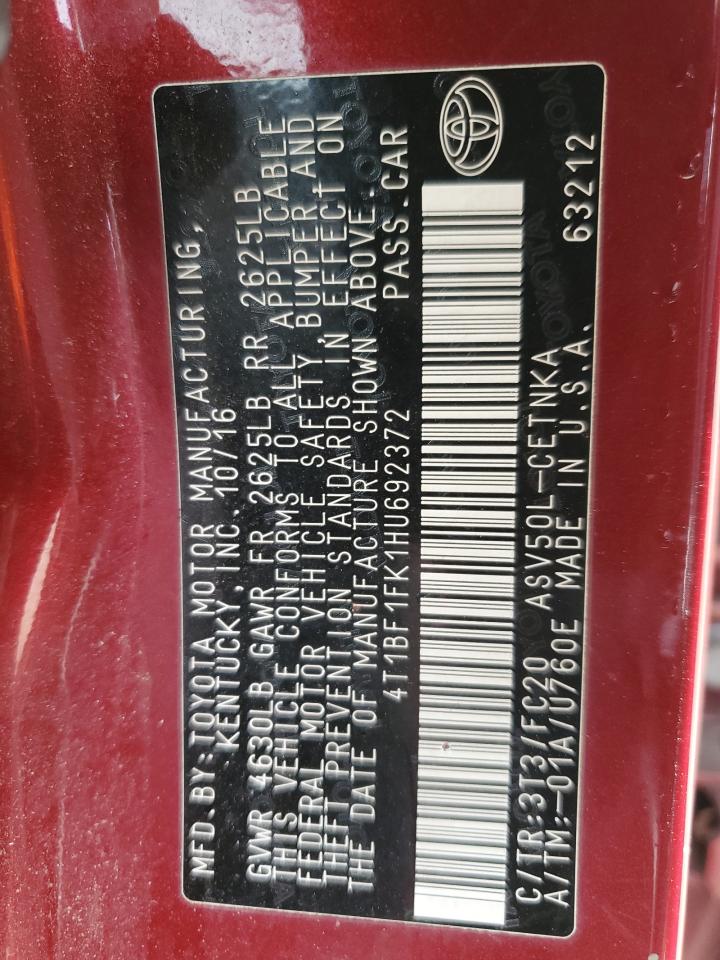 MFD.BY:TOYOTA MOTOR MANUFACTURING,
KENTUCKY, INC. 10/16
GVWR 4630LB GAWR FR 2625LB RR 2625LB
THIS VEHICLE CONFORMS TO ALL APPLICABLE
FEDERAL MOTOR VEHICLE SAFETY, BUMPER, AND
THEFT PREVENTION STANDARDS IN EFFECT ON
THE DATE OF MANUFACTURE SHOWN ABOVE.
4T1BF1FK1HU692372 PASS.CAR
C/TR:3T3/FC20 ASV50L-CETNKA
A/TM:-01A/U760E MADE IN U.S.A. 63212